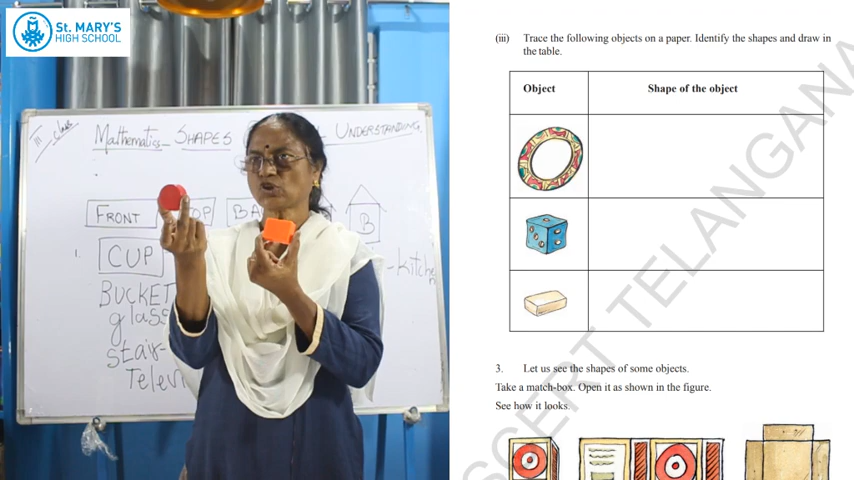 St. MARY'S
HIGH SCHOOL
III class
Mathematics - SHAPES UNDERSTANDING.
FRONT TOP BA B
1. CUP - Kitchen
BUCKET
glass
stair-
Telev
(iii) Trace the following objects on a paper. Identify the shapes and draw in
the table.
Object Shape of the object
3. Let us see the shapes of some objects.
Take a match-box. Open it as shown in the figure.
See how it looks.
SCERT TELANGANA